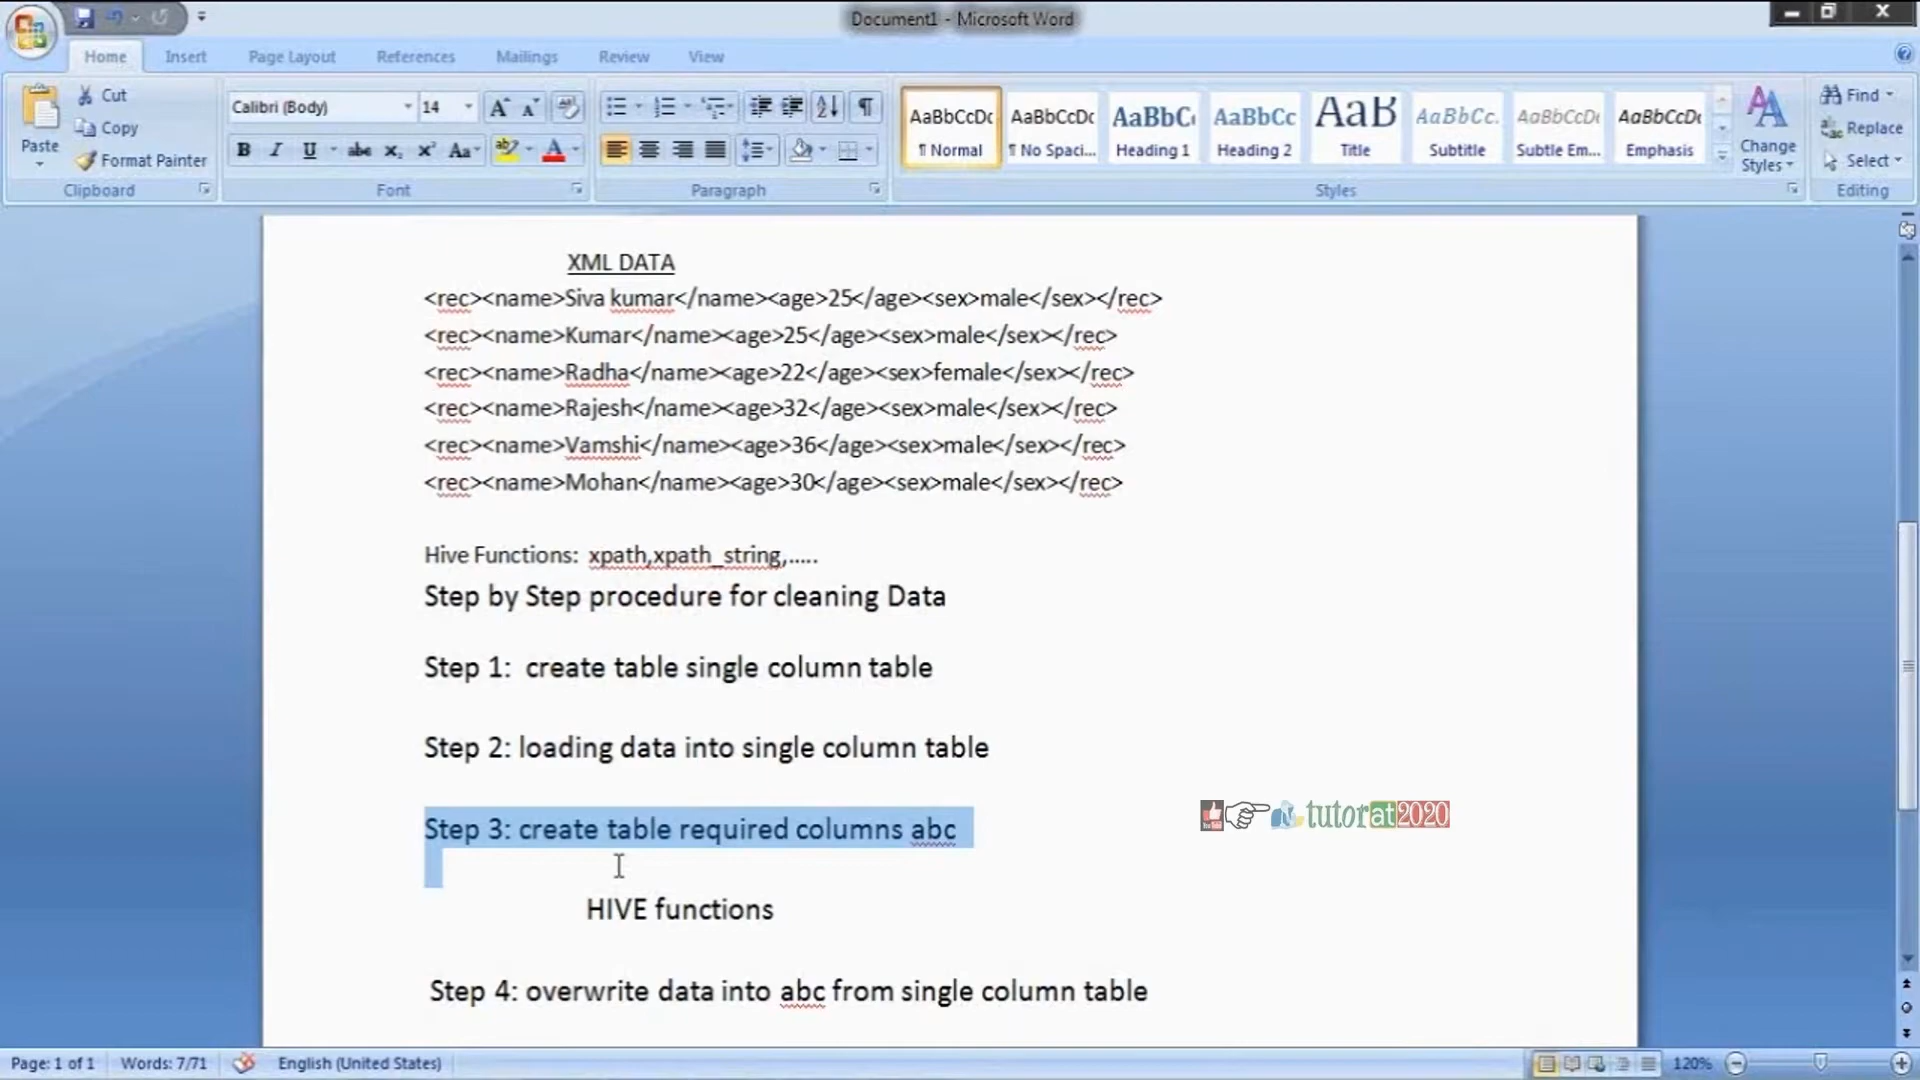 Document1 - Microsoft Word
Home Insert Page Layout References Mailings Review View
Paste
Cut
Copy
Format Painter
Clipboard
Calibri (Body) 14
Font
Paragraph
AaBbCcDc AaBbCcDc AaBbC AaBbCc AaB AaBbCc. AaBbCcDc AaBbCcDc
¶ Normal ¶ No Spaci... Heading 1 Heading 2 Title Subtitle Subtle Em... Emphasis
Change Styles
Styles
Find
Replace
Select
Editing
XML DATA
<rec><name>Siva kumar</name><age>25</age><sex>male</sex></rec>
<rec><name>Kumar</name><age>25</age><sex>male</sex></rec>
<rec><name>Radha</name><age>22</age><sex>female</sex></rec>
<rec><name>Rajesh</name><age>32</age><sex>male</sex></rec>
<rec><name>Vamshi</name><age>36</age><sex>male</sex></rec>
<rec><name>Mohan</name><age>30</age><sex>male</sex></rec>
Hive Functions: xpath,xpath_string,.....
Step by Step procedure for cleaning Data
Step 1: create table single column table
Step 2: loading data into single column table
Step 3: create table required columns abc
tutorat2020
HIVE functions
Step 4: overwrite data into abc from single column table
Page: 1 of 1 Words: 7/71 English (United States) 120%